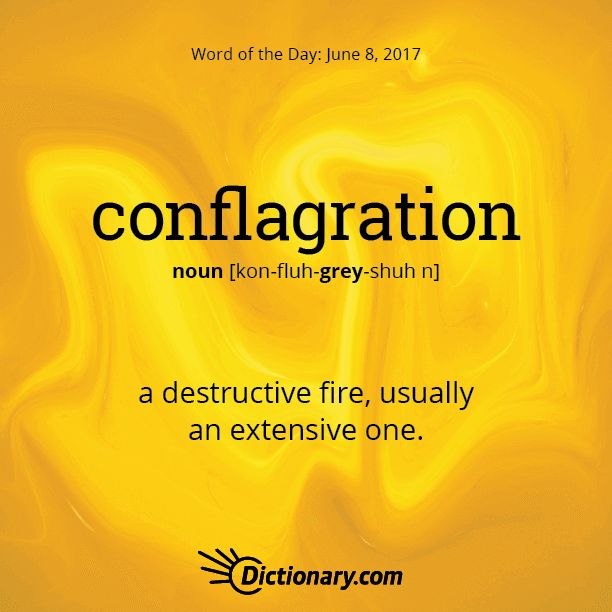 Word of the Day: June 8, 2017
conflagration
noun [kon-fluh-grey-shuh n]
a destructive fire, usually
an extensive one.
Dictionary.com